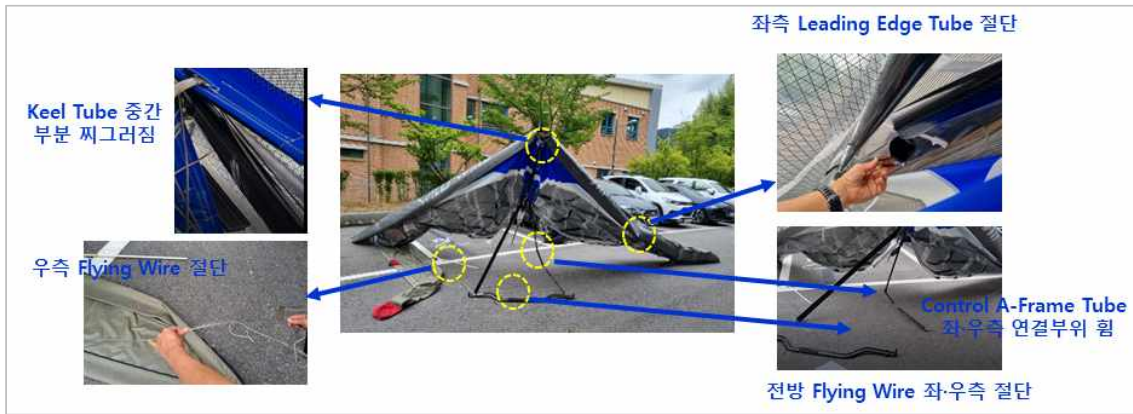 좌측 Leading Edge Tube 절단
Keel Tube 중간
부분 찌그러짐
우측 Flying Wire 절단
Control A-Frame Tube
좌·우측 연결부위 휨
전방 Flying Wire 좌·우측 절단